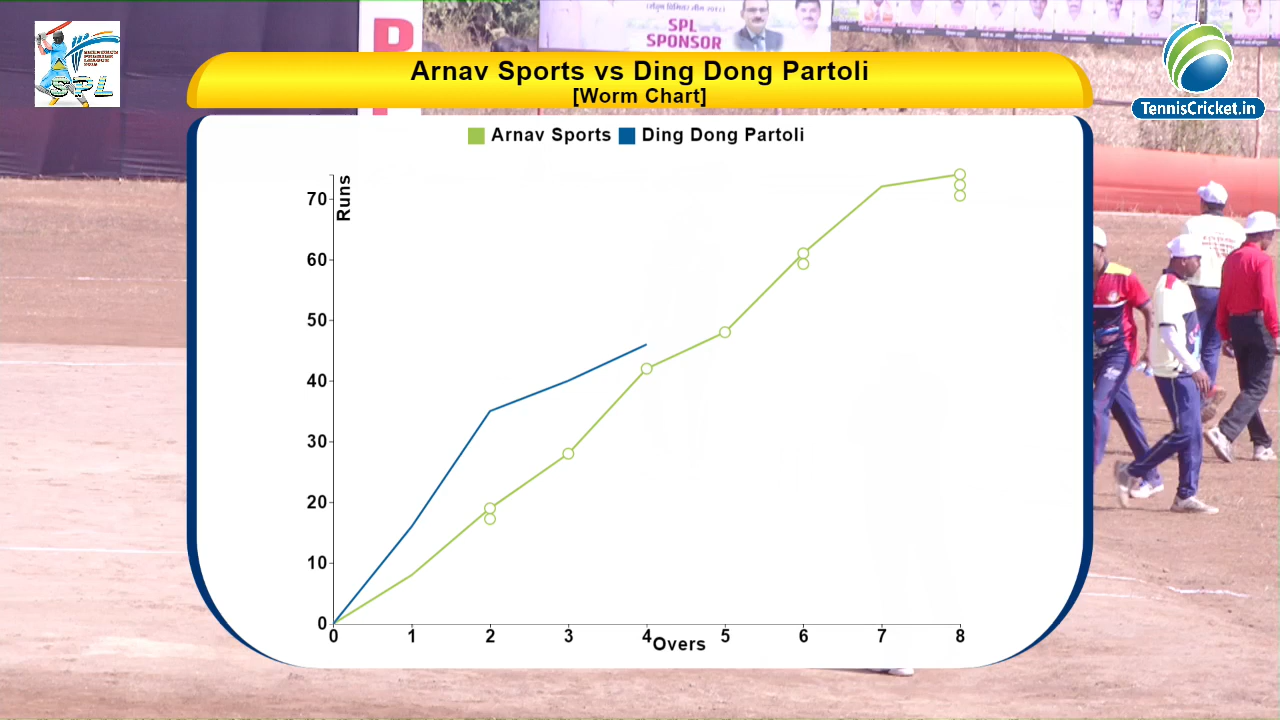 SPL
SPONSOR
P
SPL
TennisCricket.in
Arnav Sports vs Ding Dong Partoli
[Worm Chart]
Arnav Sports
Ding Dong Partoli
Runs
70
60
50
40
30
20
10
0
0 1 2 3 4 5 6 7 8
Overs